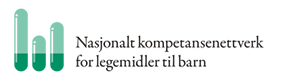 Nasjonalt kompetansenettverk
for legemidler til barn